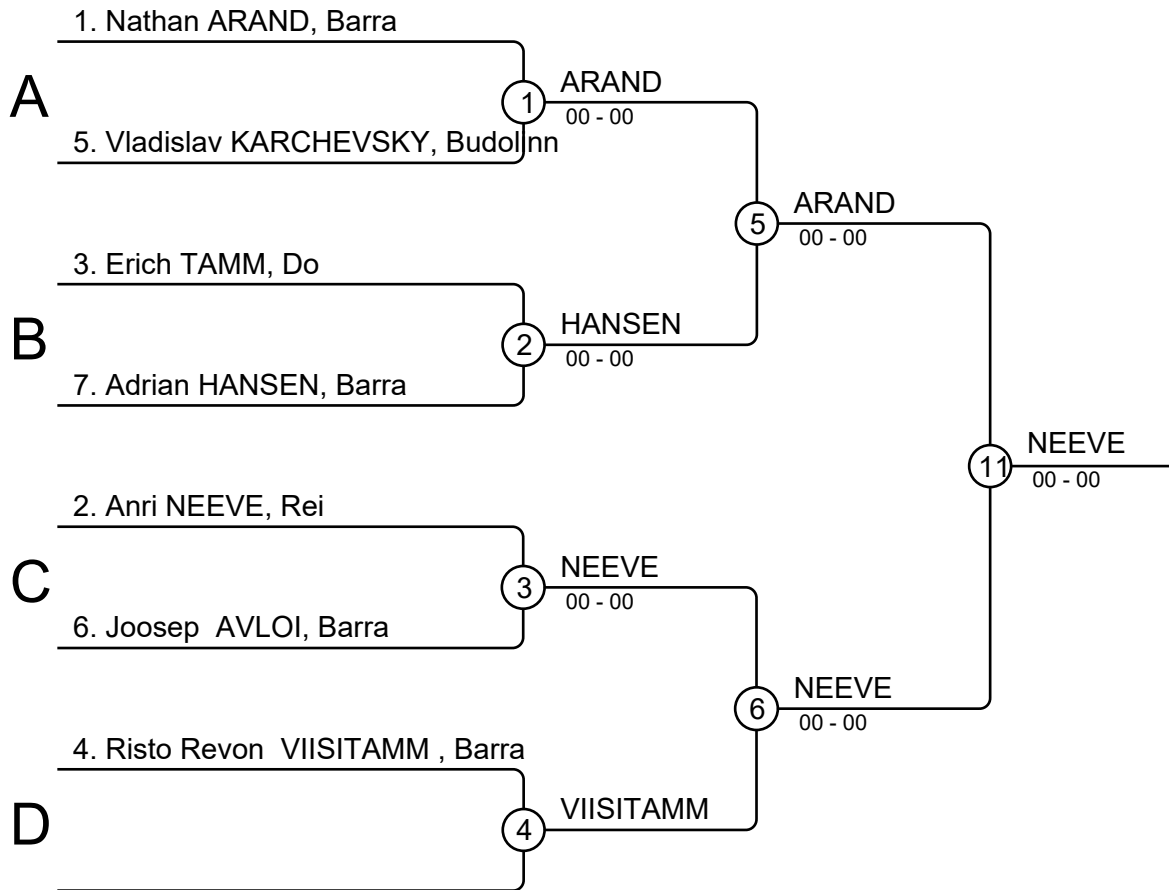 1. Nathan ARAND, Barra
A
1
ARAND
00 - 00
5. Vladislav KARCHEVSKY, Budolinn
5
ARAND
00 - 00
3. Erich TAMM, Do
B
2
HANSEN
00 - 00
7. Adrian HANSEN, Barra
11
NEEVE
00 - 00
2. Anri NEEVE, Rei
C
3
NEEVE
00 - 00
6. Joosep  AVLOI, Barra
6
NEEVE
00 - 00
4. Risto Revon  VIISITAMM , Barra
D
4
VIISITAMM